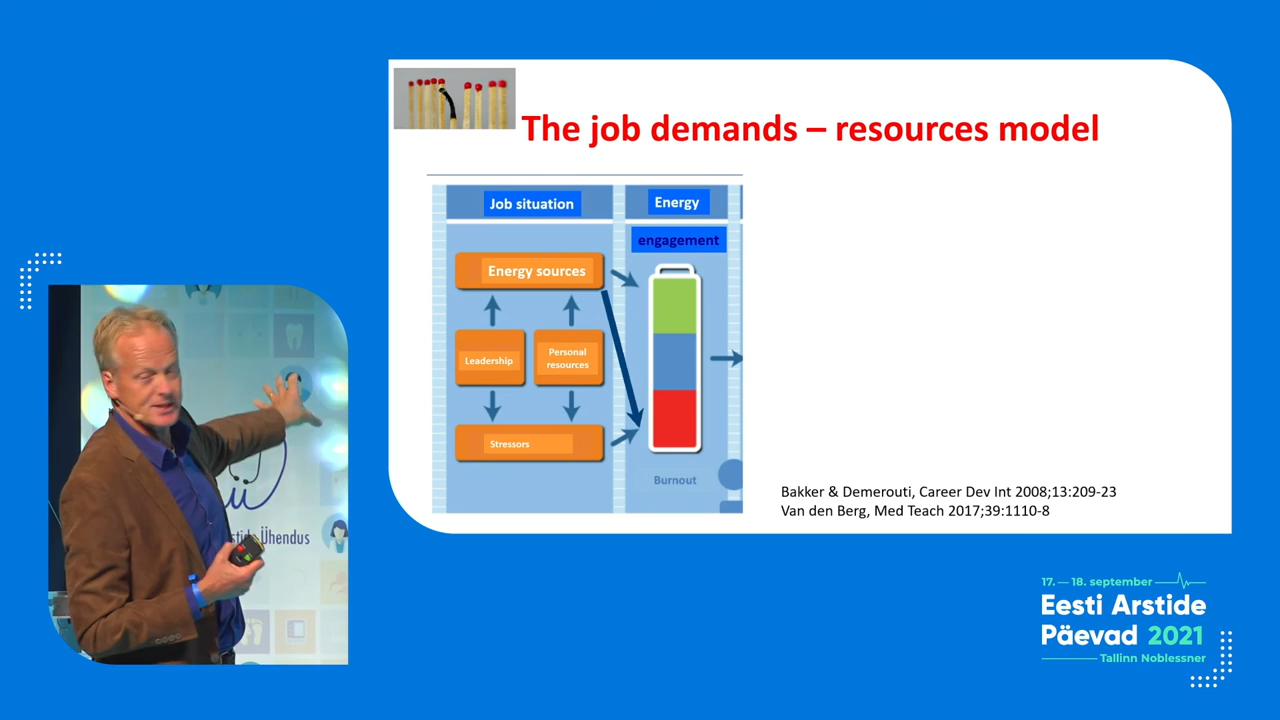 The job demands – resources model
Job situation
Energy
engagement
Energy sources
Leadership
Personal
resources
Stressors
Burnout
Bakker & Demerouti, Career Dev Int 2008;13:209-23
Van den Berg, Med Teach 2017;39:1110-8
Ühendus
17. — 18. september
Eesti Arstide
Päevad 2021
Tallinn Noblessner